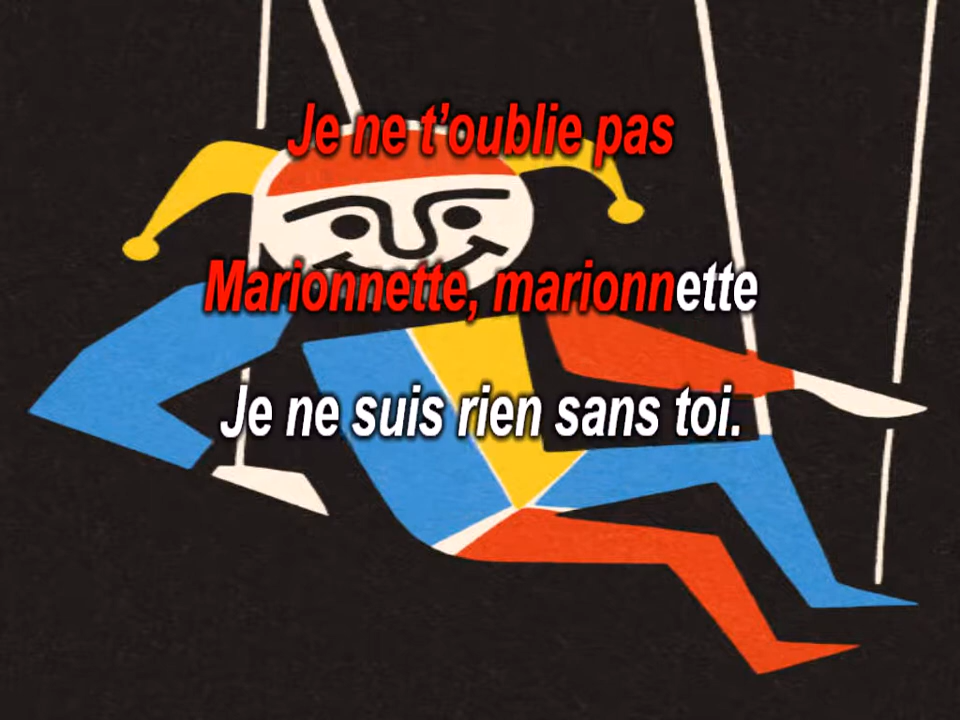 Je ne t’oublie pas
Marionnette, marionnette
Je ne suis rien sans toi.